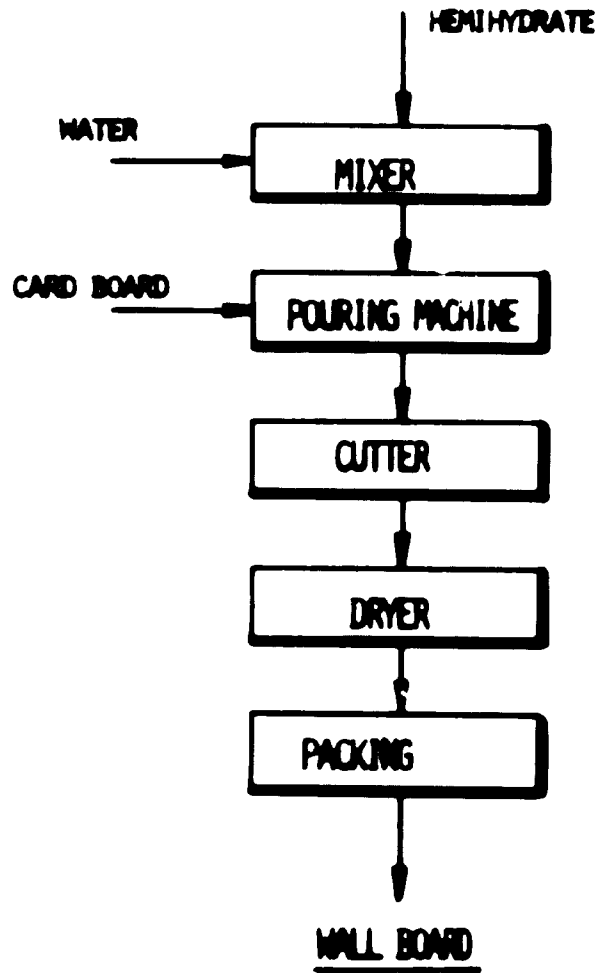 HEMIHYDRATE
WATER
MIXER
CARD BOARD
POURING MACHINE
CUTTER
DRYER
PACKING
WALL BOARD